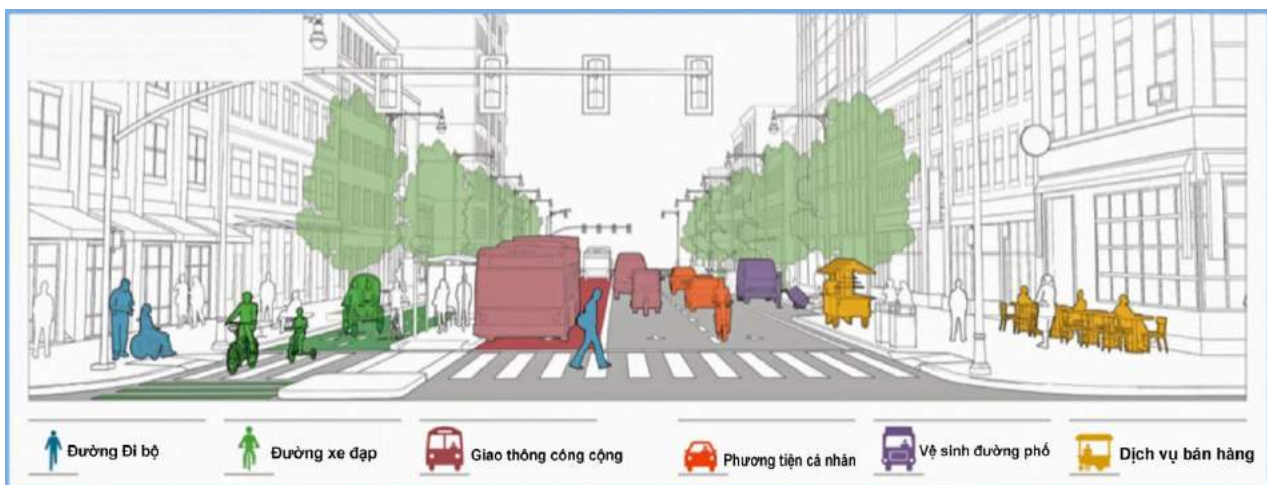 Đường Đi bộ
Đường xe đạp
Giao thông công cộng
Phương tiện cá nhân
Vệ sinh đường phố
Dịch vụ bán hàng